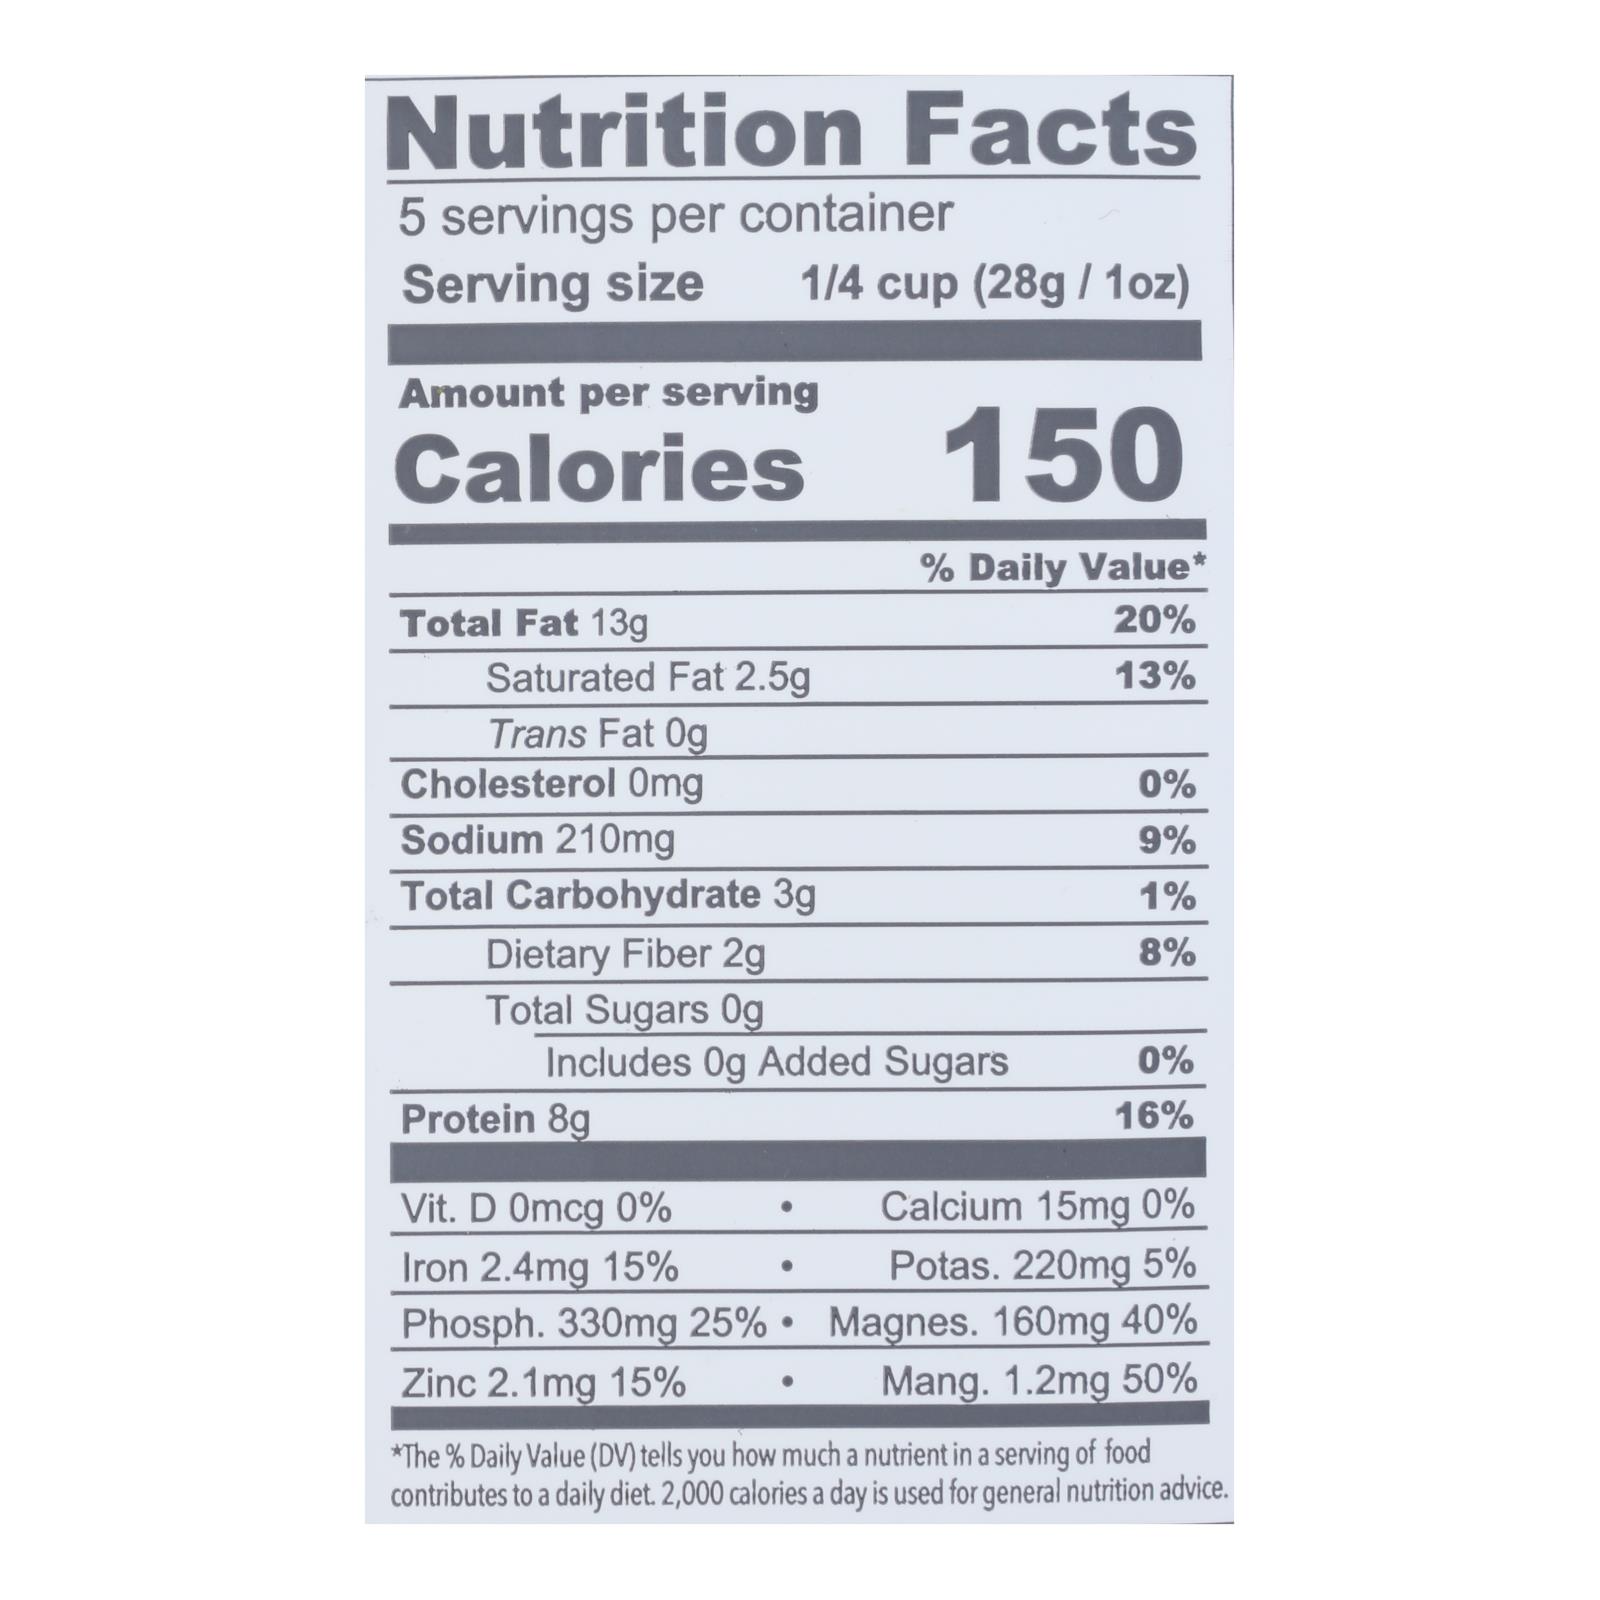 Nutrition Facts
5 servings per container
Serving size 1/4 cup (28g / 1oz)
Amount per serving
Calories 150
% Daily Value*
Total Fat 13g 20%
Saturated Fat 2.5g 13%
Trans Fat 0g
Cholesterol 0mg 0%
Sodium 210mg 9%
Total Carbohydrate 3g 1%
Dietary Fiber 2g 8%
Total Sugars 0g
Includes 0g Added Sugars 0%
Protein 8g 16%
Vit. D 0mcg 0% • Calcium 15mg 0%
Iron 2.4mg 15% • Potas. 220mg 5%
Phosph. 330mg 25% • Magnes. 160mg 40%
Zinc 2.1mg 15% • Mang. 1.2mg 50%
*The % Daily Value (DV) tells you how much a nutrient in a serving of food
contributes to a daily diet. 2,000 calories a day is used for general nutrition advice.